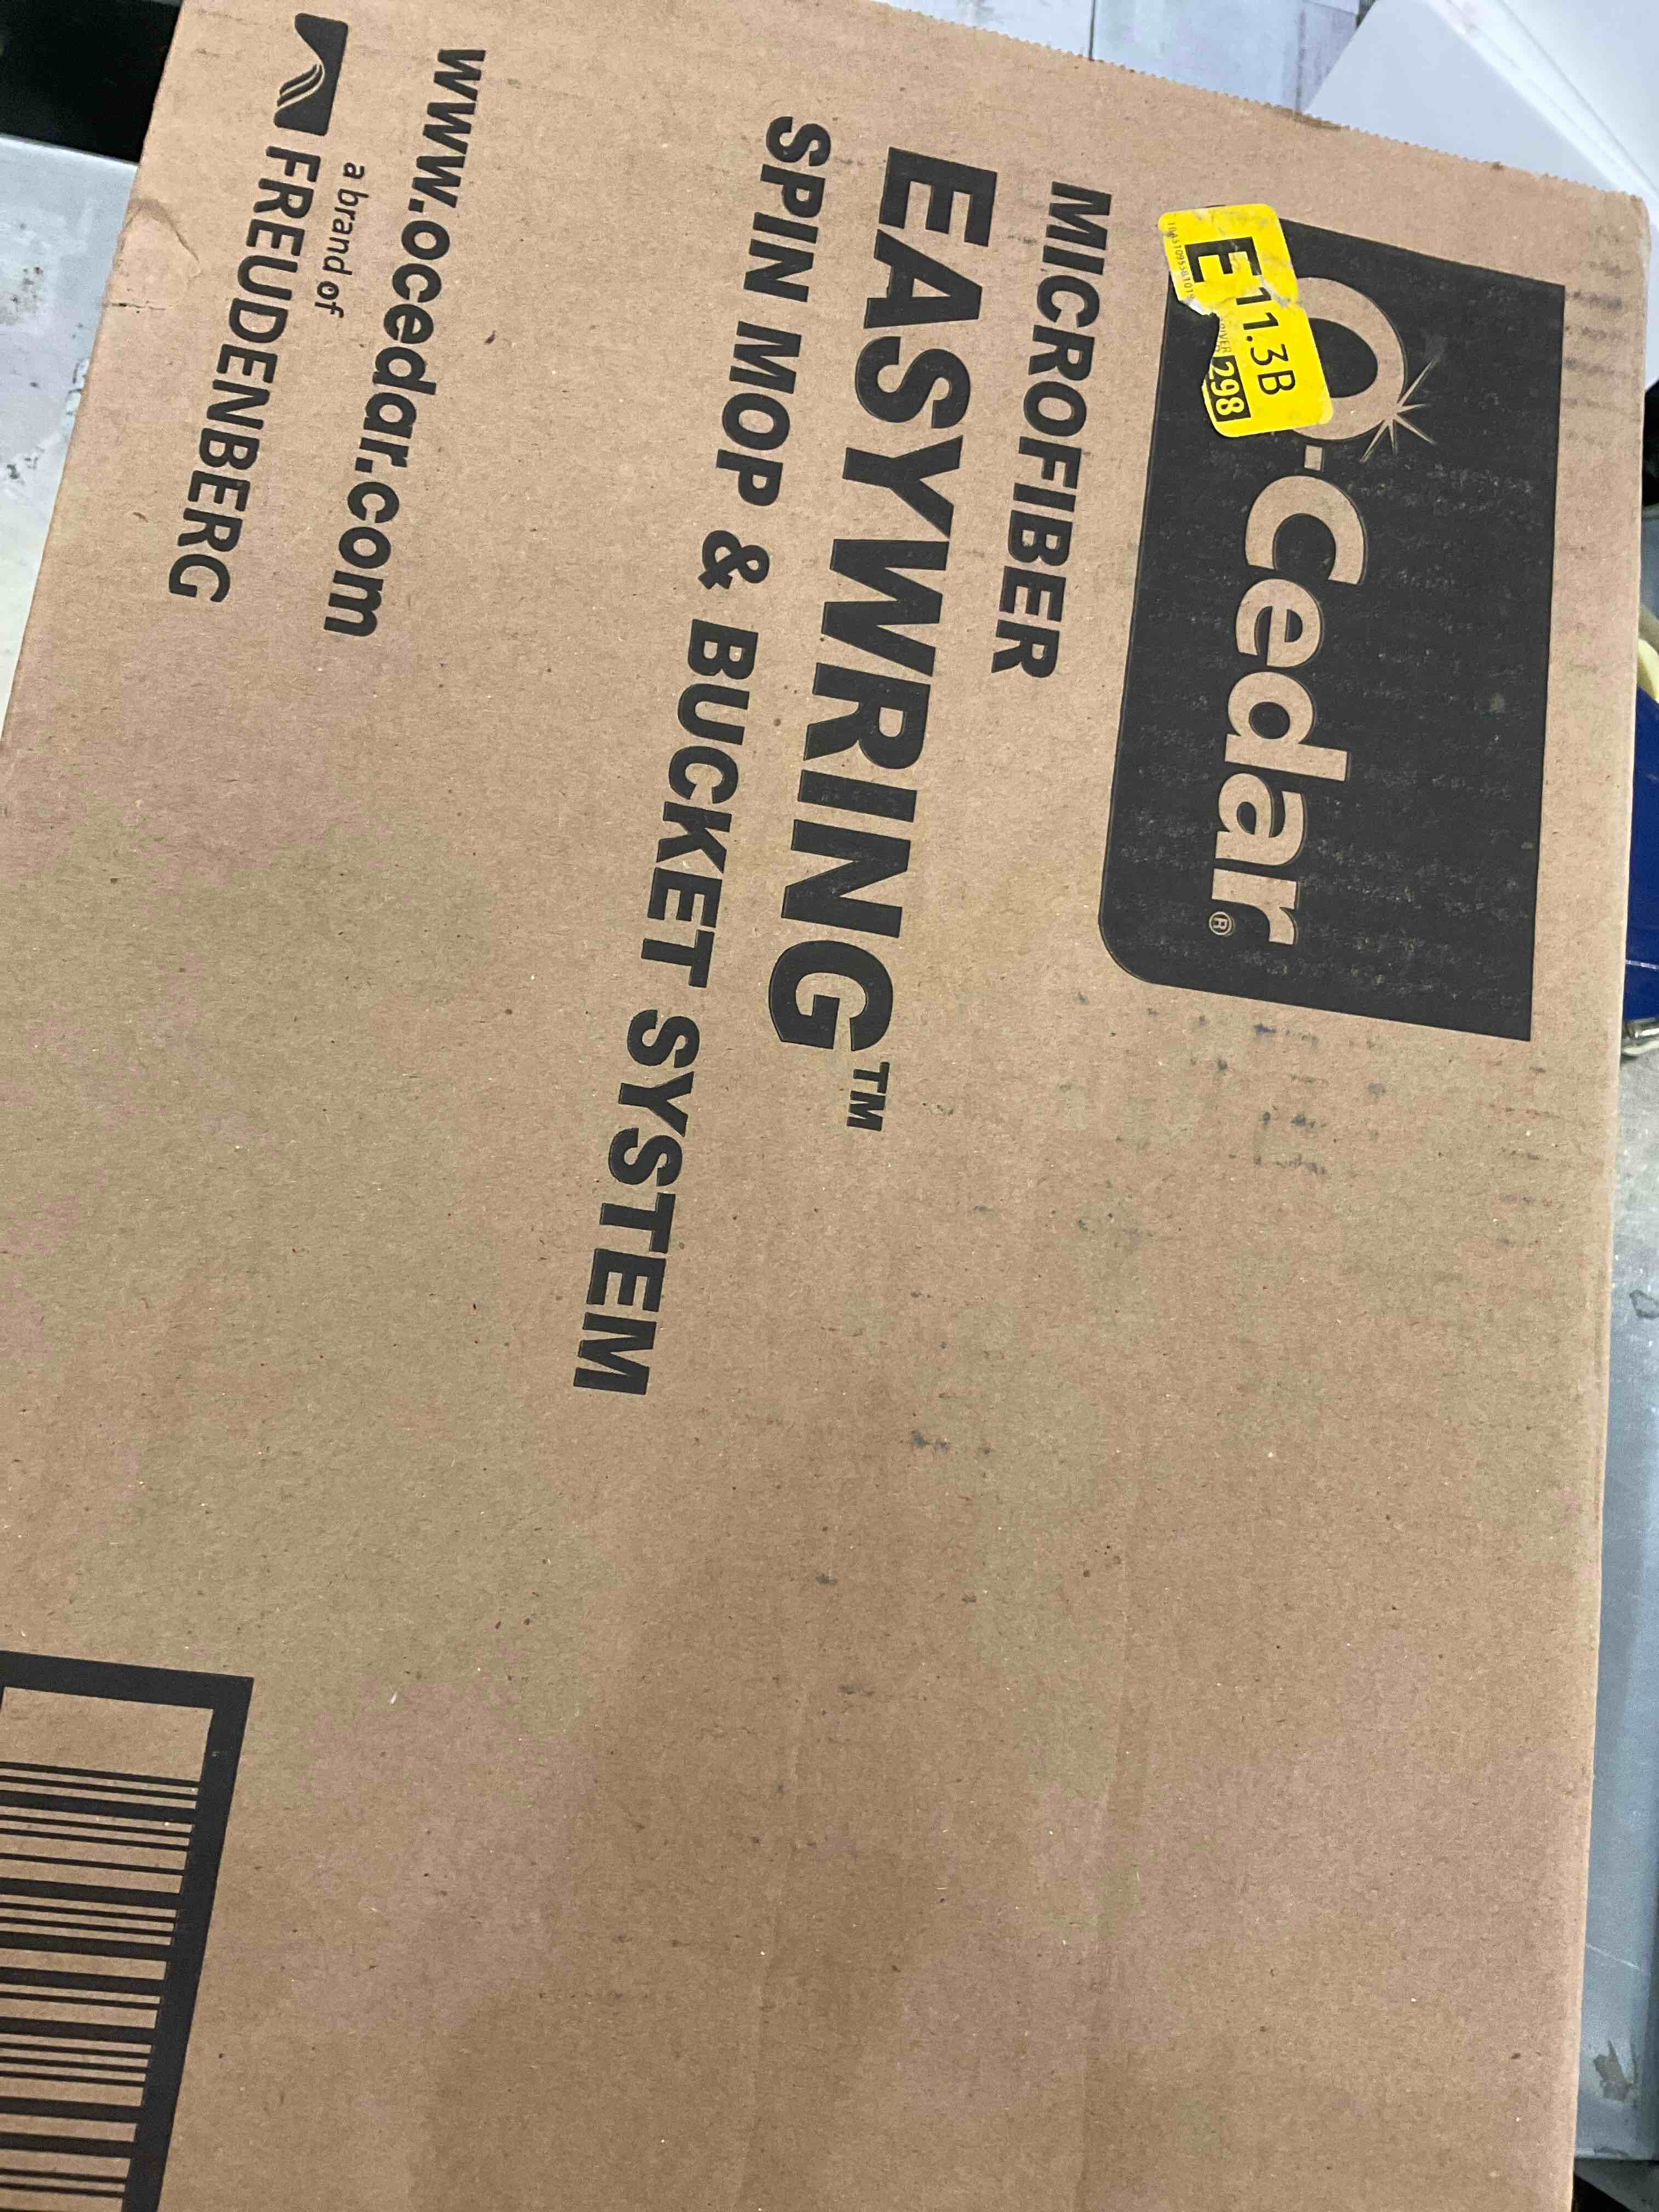 O-Cedar®
E 11.3B
298
MICROFIBER
EASYWRING™
SPIN MOP & BUCKET SYSTEM
www.ocedar.com
a brand of
FREUDENBERG